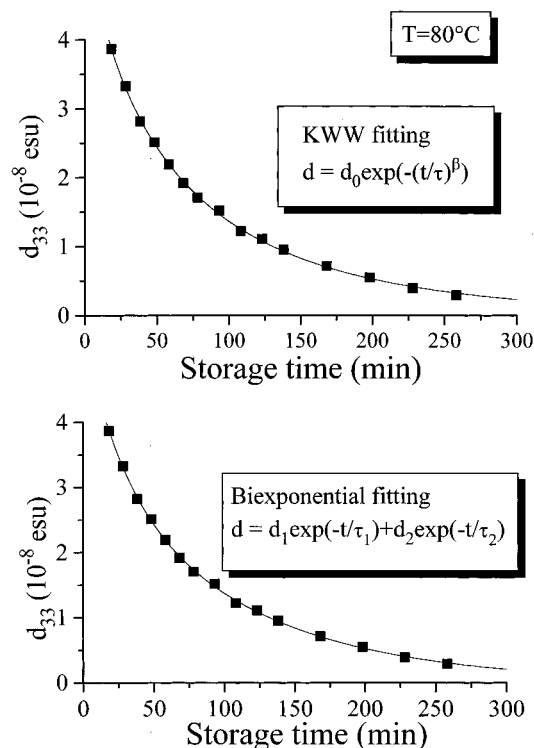 T=80°C
KWW fitting
d = d₀exp(-(t/τ)^β)
d₃₃ (10⁻⁸ esu)
4
3
2
1
0
0 50 100 150 200 250 300
Storage time (min)
Biexponential fitting
d = d₁exp(-t/τ₁)+d₂exp(-t/τ₂)
d₃₃ (10⁻⁸ esu)
4
3
2
1
0
0 50 100 150 200 250 300
Storage time (min)